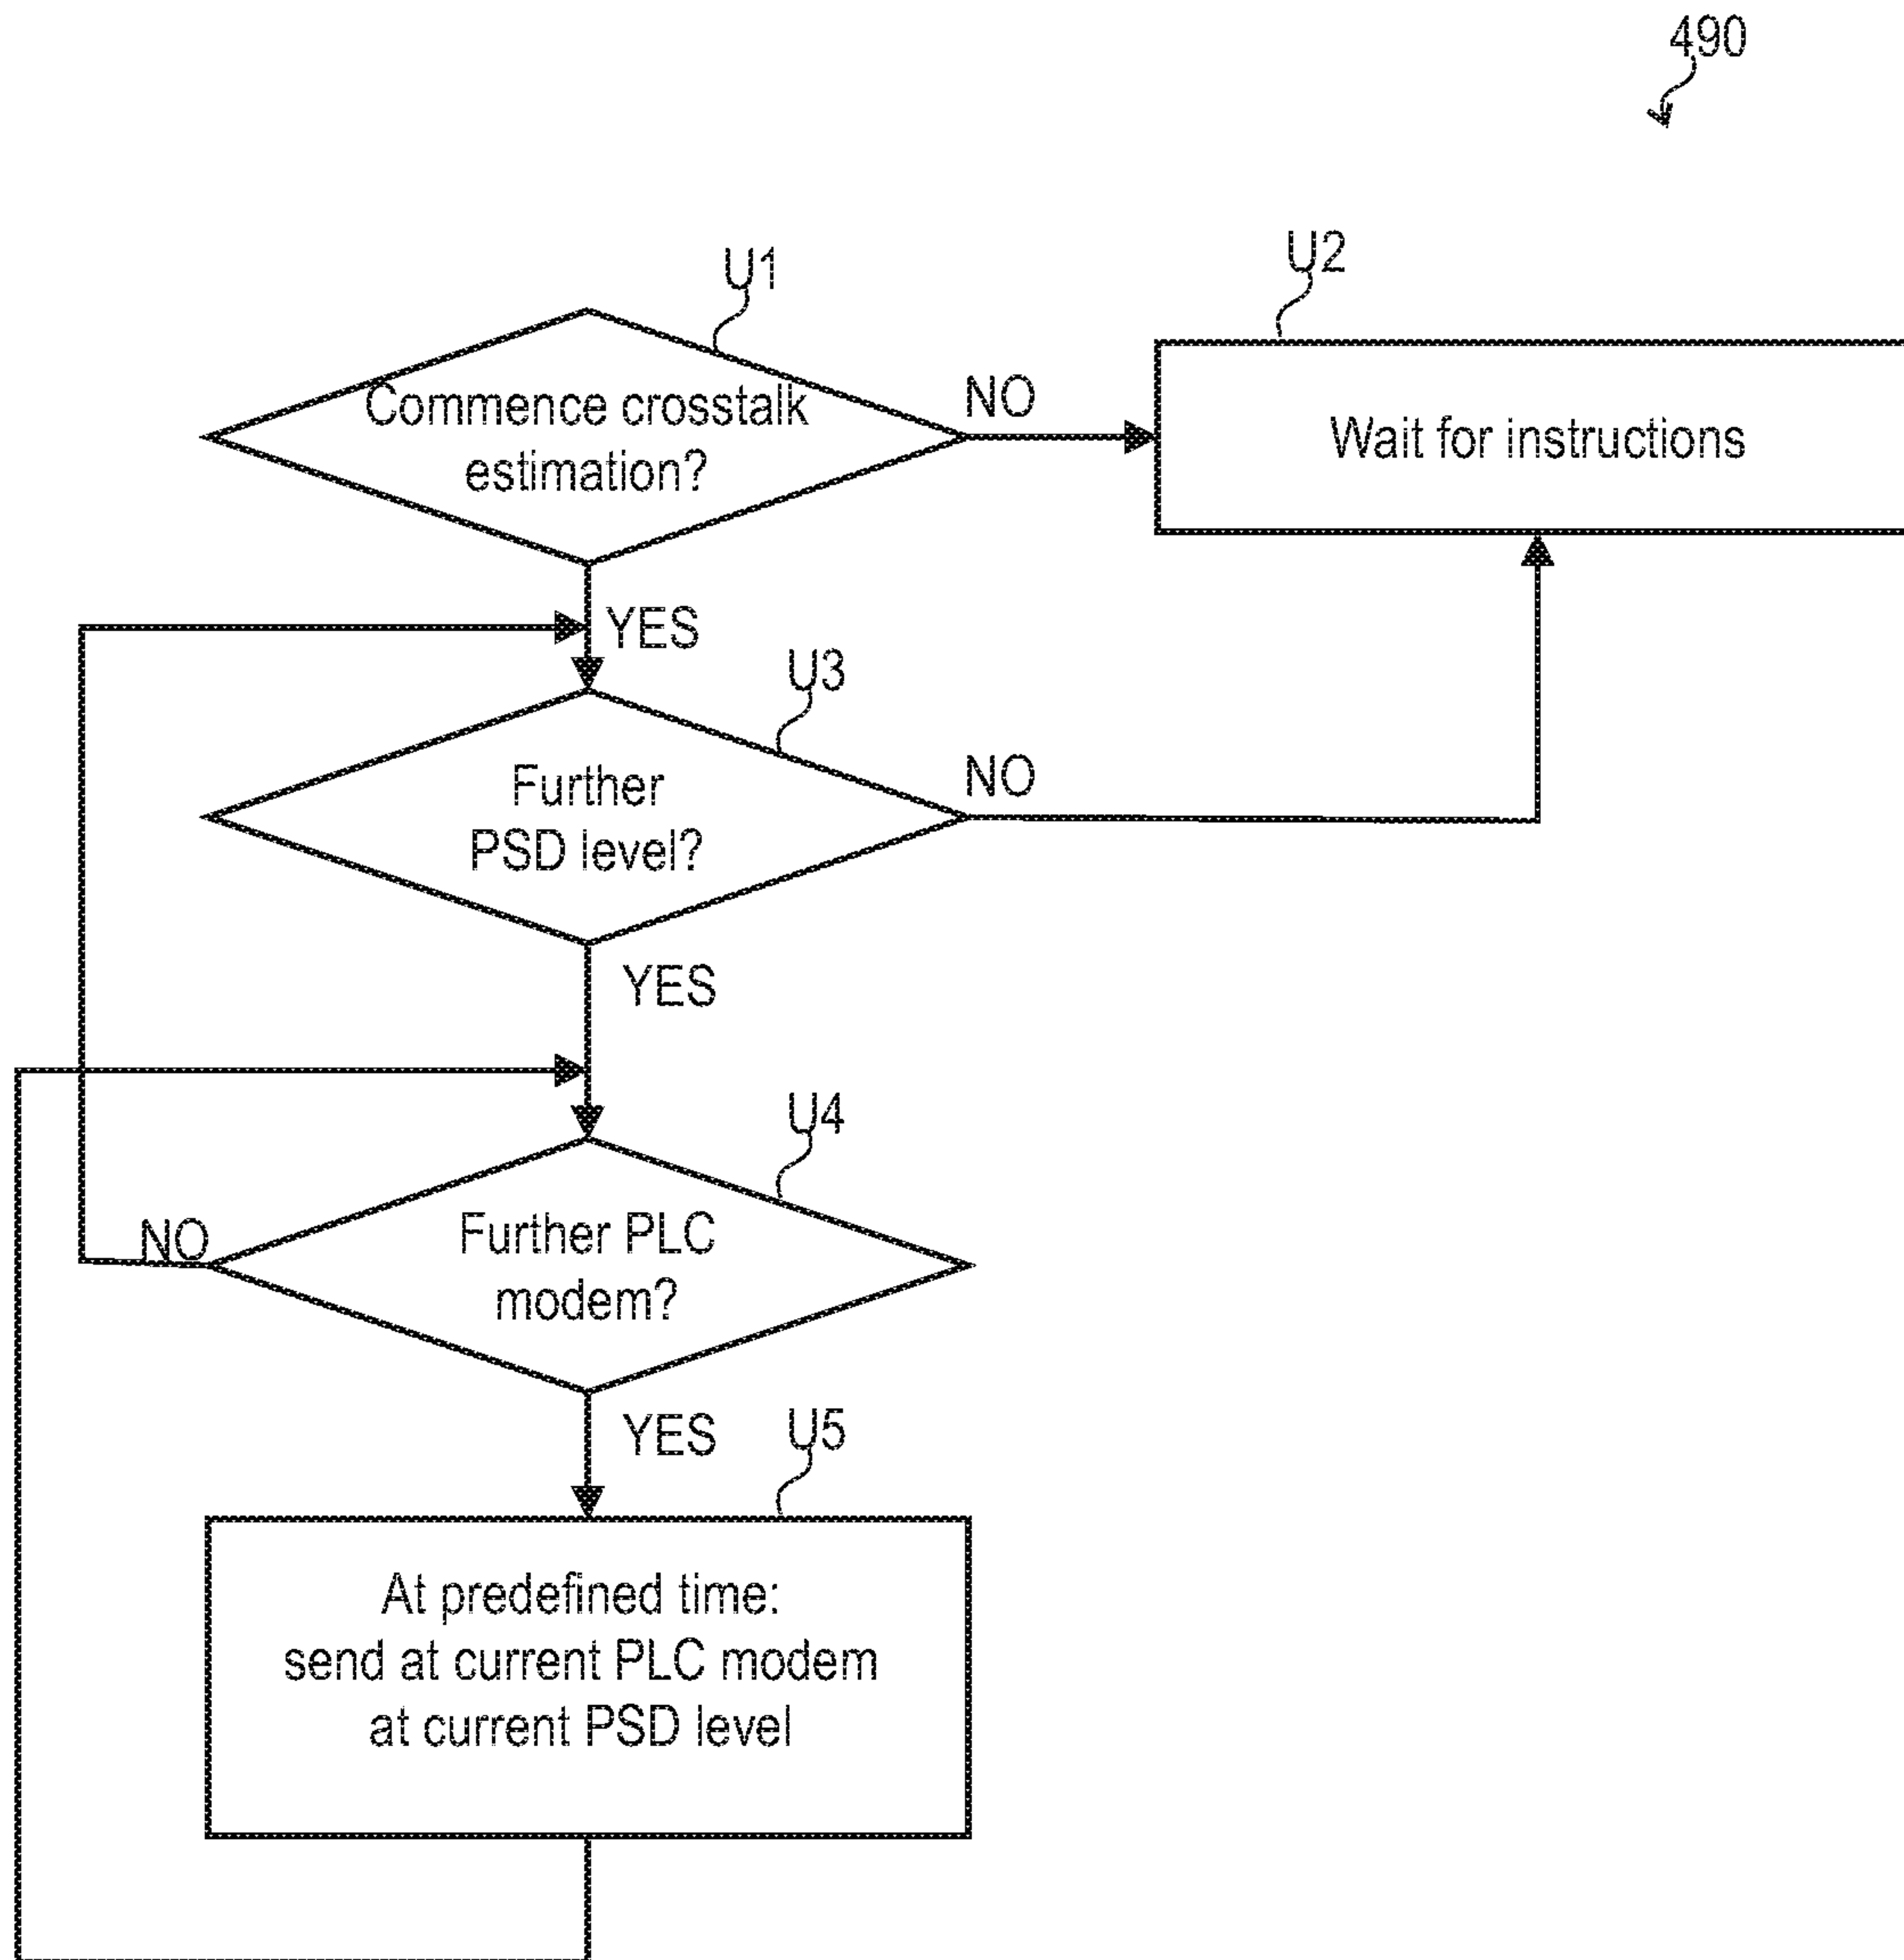 490
U1
U2
Commence crosstalk
estimation?
NO
Wait for instructions
YES
U3
Further
PSD level?
NO
YES
U4
Further PLC
modem?
NO
YES
U5
At predefined time:
send at current PLC modem
at current PSD level